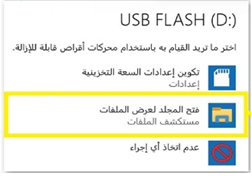 USB FLASH (D:)
اختر ما تريد القيام به باستخدام محركات أقراص قابلة للإزالة.
تكوين إعدادات السعة التخزينية
إعدادات
فتح المجلد لعرض الملفات
مستكشف الملفات
عدم اتخاذ أي إجراء